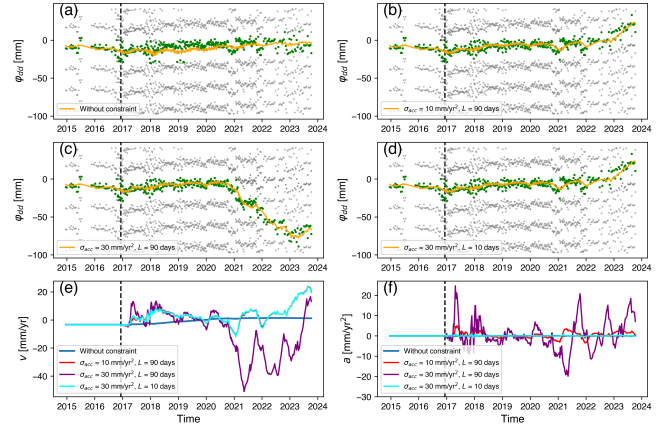 (a)
0
−50
−100
φdd [mm]
Without constraint
2015 2016 2017 2018 2019 2020 2021 2022 2023 2024
(b)
0
−50
−100
φdd [mm]
σacc = 10 mm/yr², L = 90 days
2015 2016 2017 2018 2019 2020 2021 2022 2023 2024
(c)
0
−50
−100
φdd [mm]
σacc = 30 mm/yr², L = 90 days
2015 2016 2017 2018 2019 2020 2021 2022 2023 2024
(d)
0
−50
−100
φdd [mm]
σacc = 30 mm/yr², L = 10 days
2015 2016 2017 2018 2019 2020 2021 2022 2023 2024
(e)
20
0
−20
−40
v [mm/yr]
Without constraint
σacc = 10 mm/yr², L = 90 days
σacc = 30 mm/yr², L = 90 days
σacc = 30 mm/yr², L = 10 days
2015 2016 2017 2018 2019 2020 2021 2022 2023 2024
Time
(f)
20
10
0
−10
−20
−30
a [mm/yr²]
Without constraint
σacc = 10 mm/yr², L = 90 days
σacc = 30 mm/yr², L = 90 days
σacc = 30 mm/yr², L = 10 days
2015 2016 2017 2018 2019 2020 2021 2022 2023 2024
Time